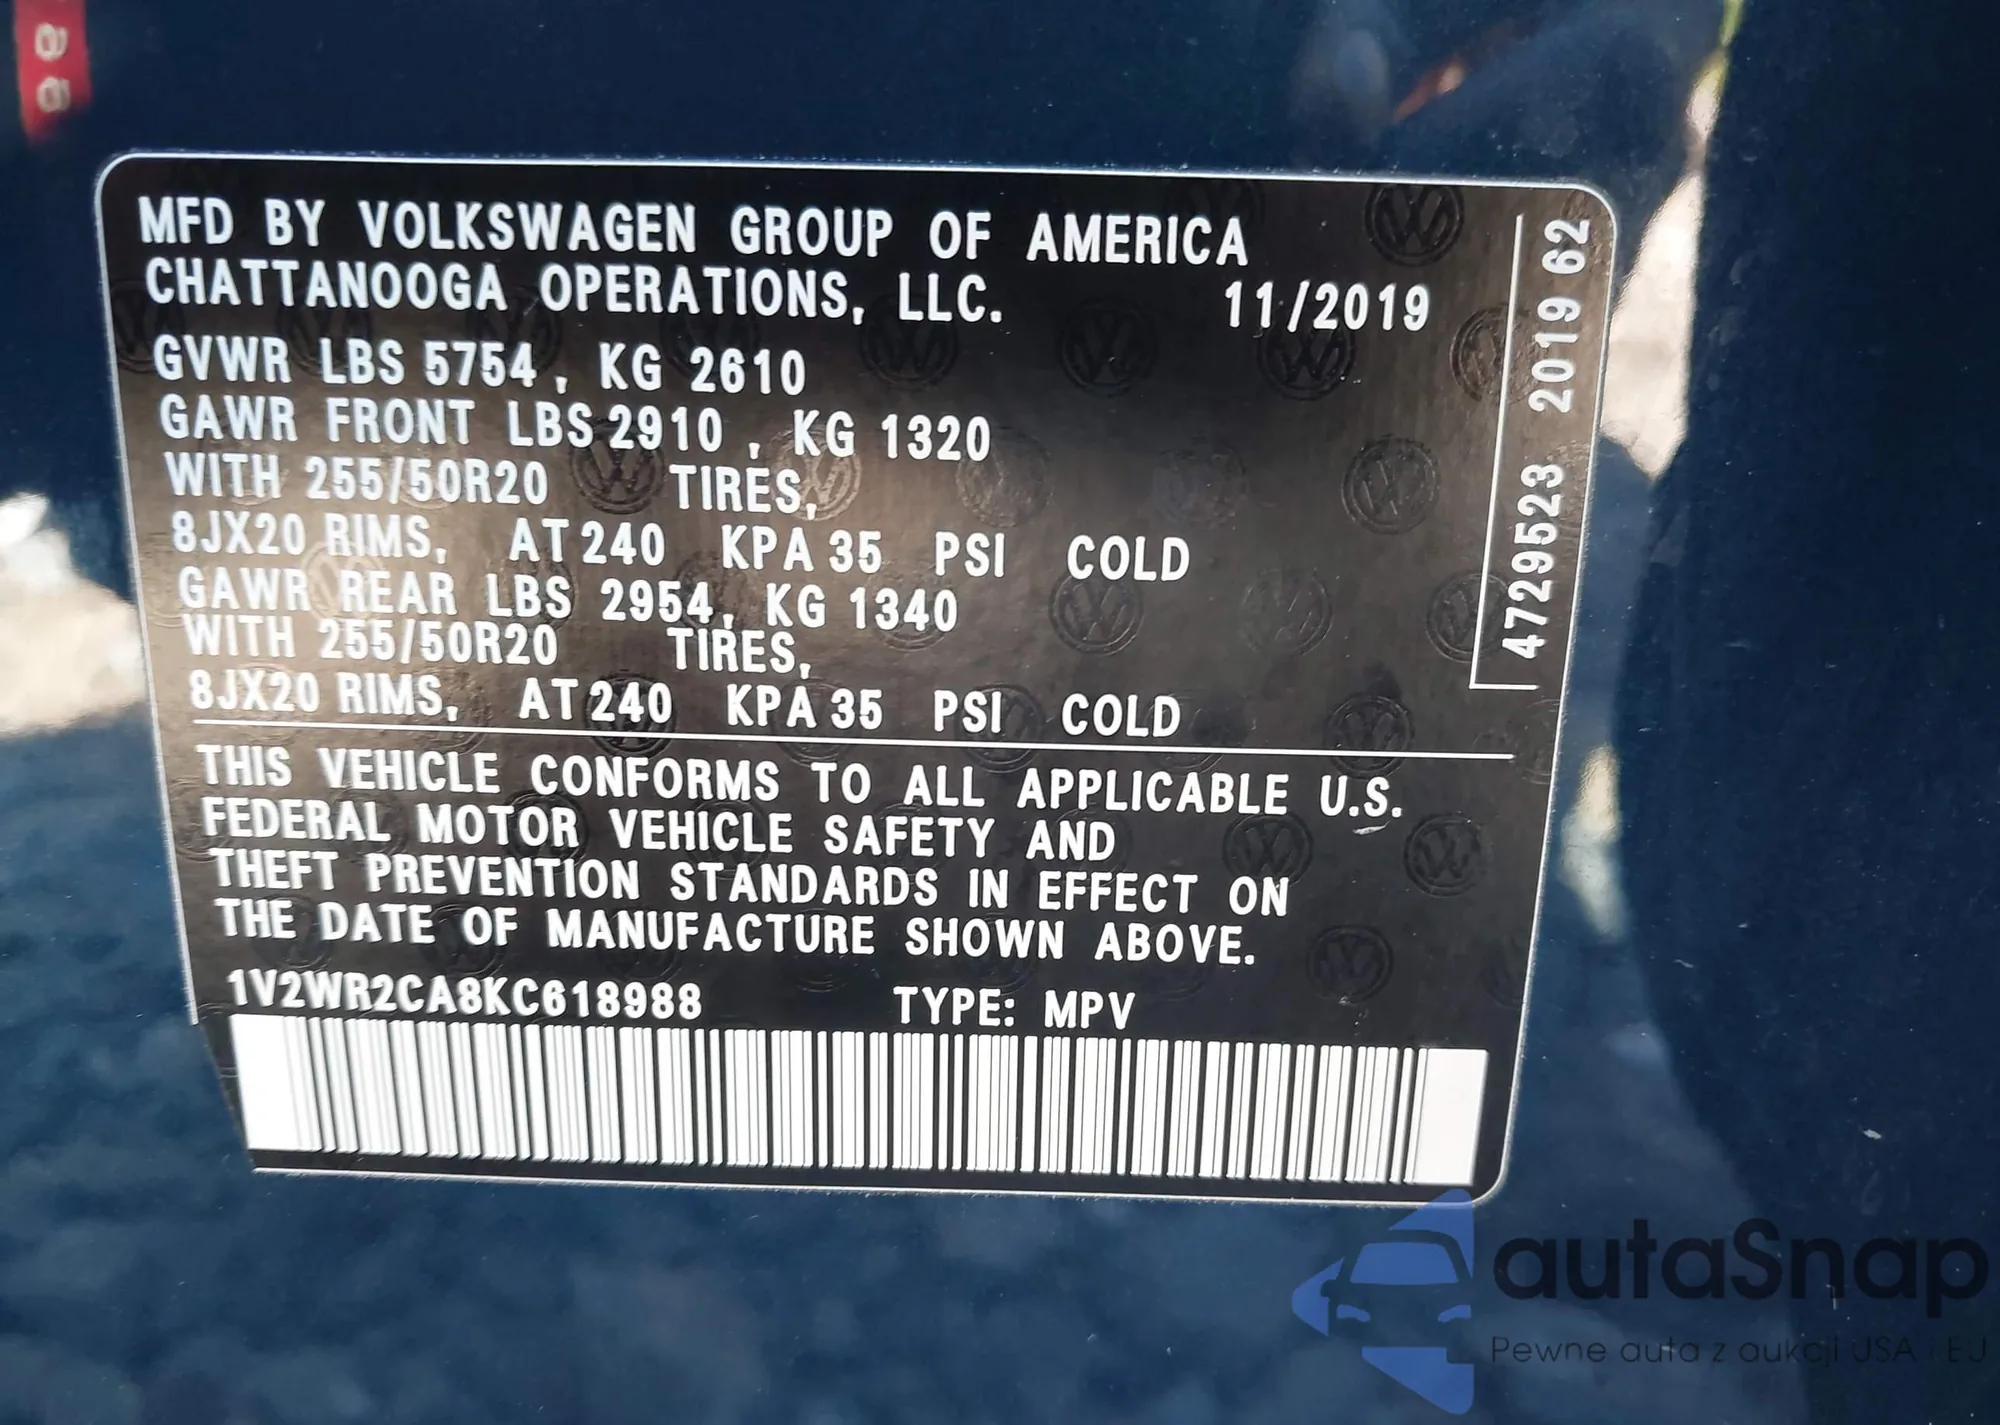 MFD BY VOLKSWAGEN GROUP OF AMERICA
CHATTANOOGA OPERATIONS, LLC. 11/2019
GVWR LBS 5754, KG 2610
GAWR FRONT LBS 2910, KG 1320
WITH 255/50R20 TIRES,
8JX20 RIMS, AT 240 KPA 35 PSI COLD
GAWR REAR LBS 2954, KG 1340
WITH 255/50R20 TIRES,
8JX20 RIMS, AT 240 KPA 35 PSI COLD
THIS VEHICLE CONFORMS TO ALL APPLICABLE U.S.
FEDERAL MOTOR VEHICLE SAFETY AND
THEFT PREVENTION STANDARDS IN EFFECT ON
THE DATE OF MANUFACTURE SHOWN ABOVE.
1V2WR2CA8KC618988 TYPE: MPV
4729523 2019 62
autaSnap
Pewne auta z aukcji USA i EU